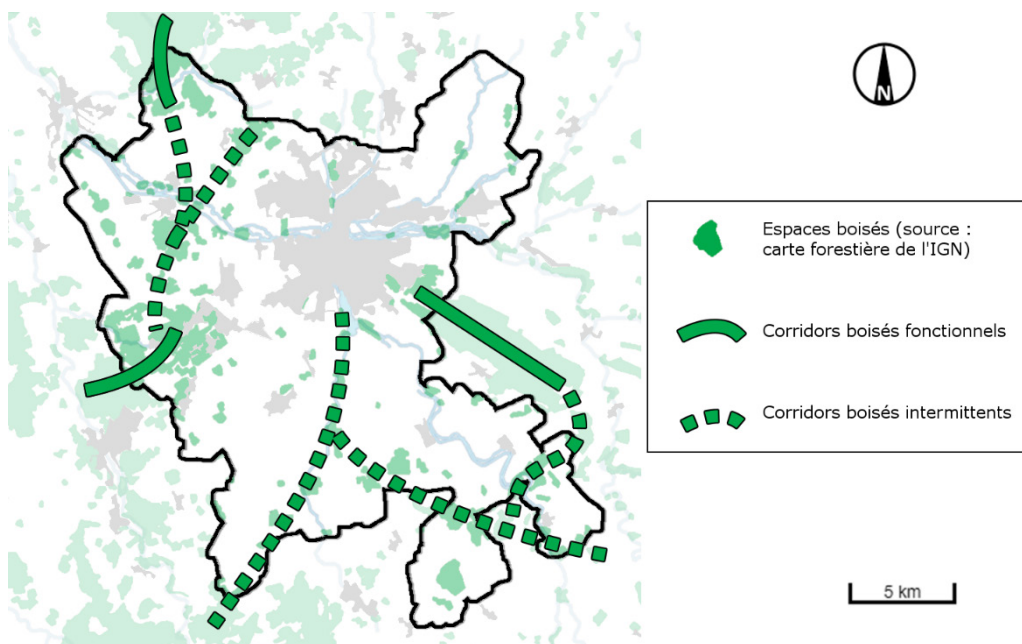 N
Espaces boisés (source :
carte forestière de l'IGN)
Corridors boisés fonctionnels
Corridors boisés intermittents
5 km